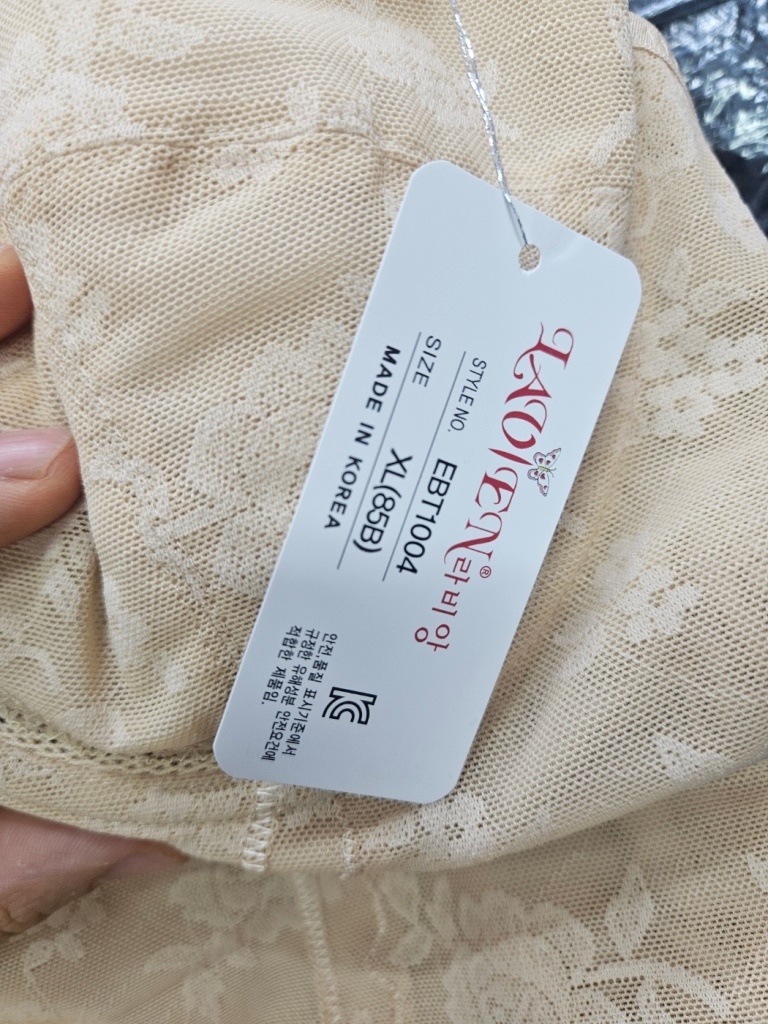 LAVIEN® 라비앙
STYLE NO. EBT1004
SIZE XL(85B)
MADE IN KOREA
KC
안전,품질 표시기준에서
규정한 유해성분 안전요건에
적합한 제품임.